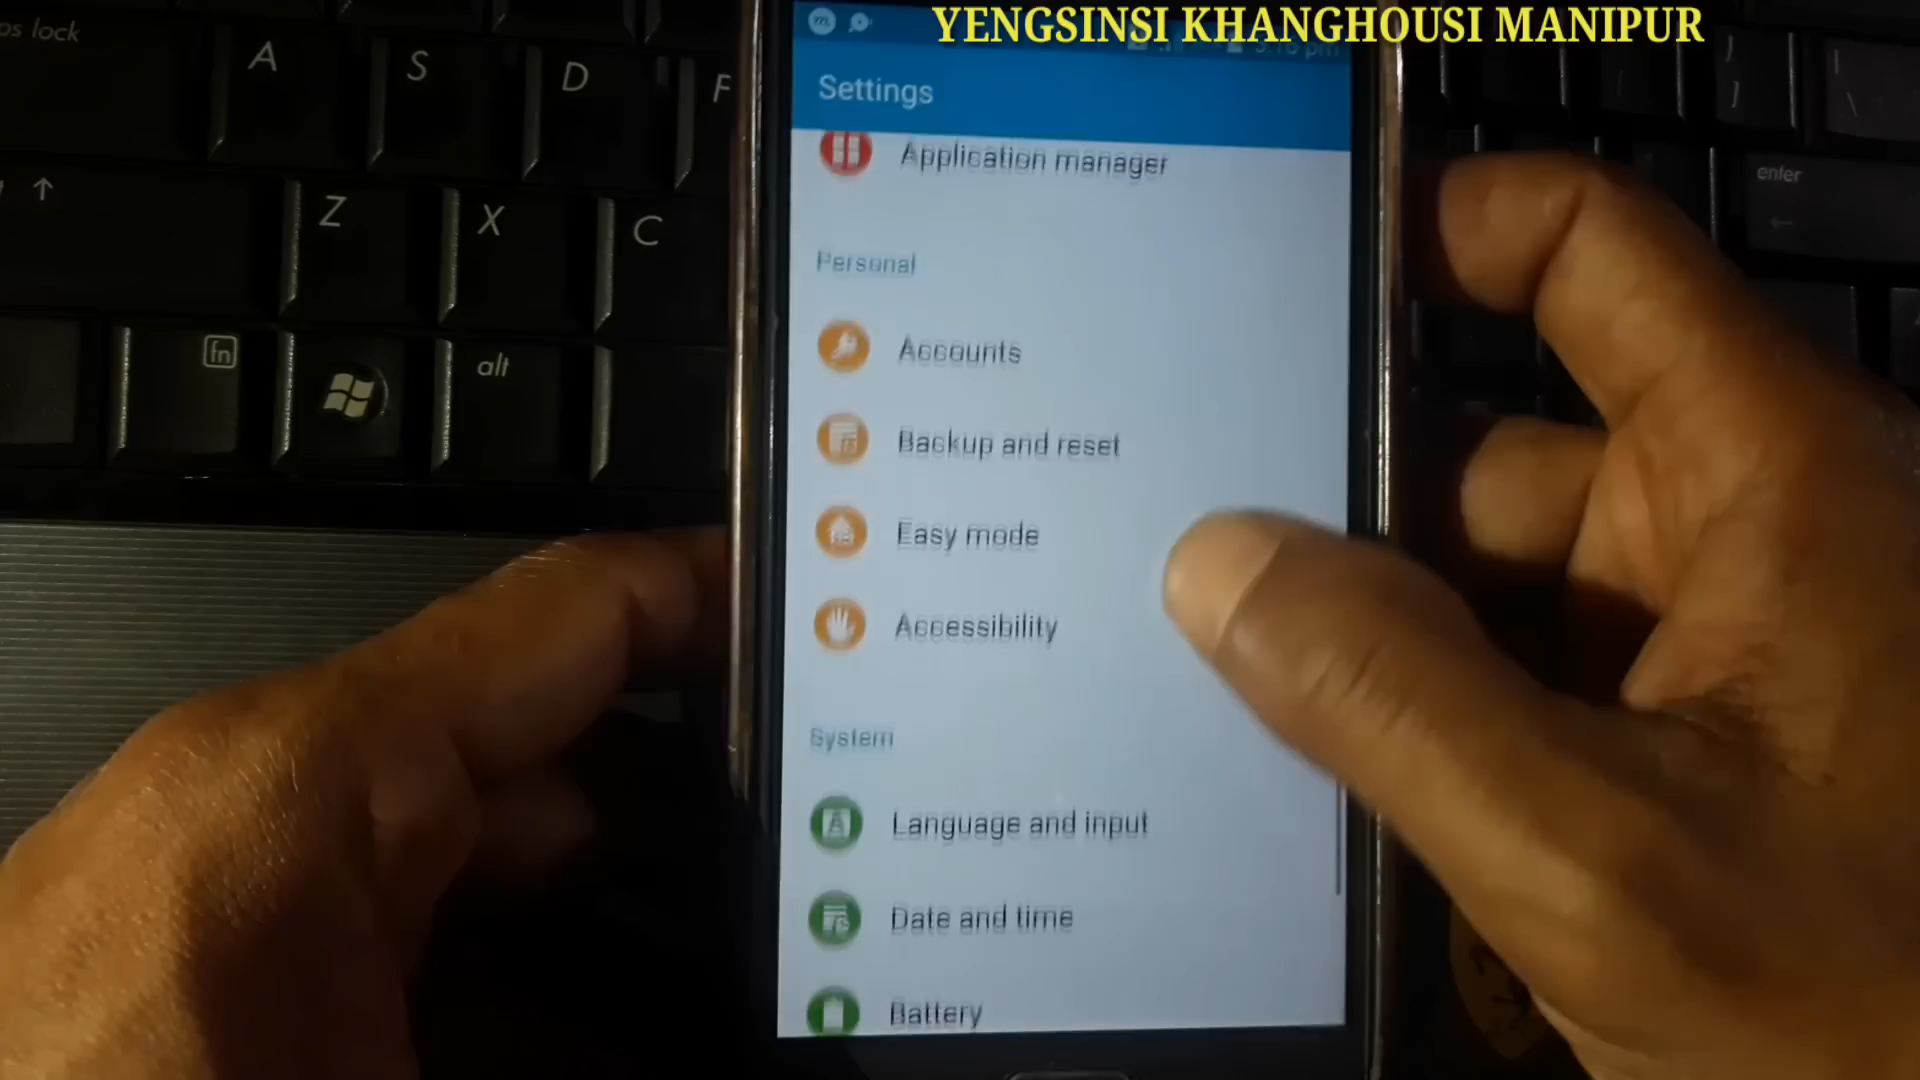 YENGSINSI KHANGHOUSI MANIPUR
Settings
Application manager
Personal
Accounts
Backup and reset
Easy mode
Accessibility
System
Language and input
Date and time
Battery
A
S
D
F
Z
X
C
fn
alt
enter